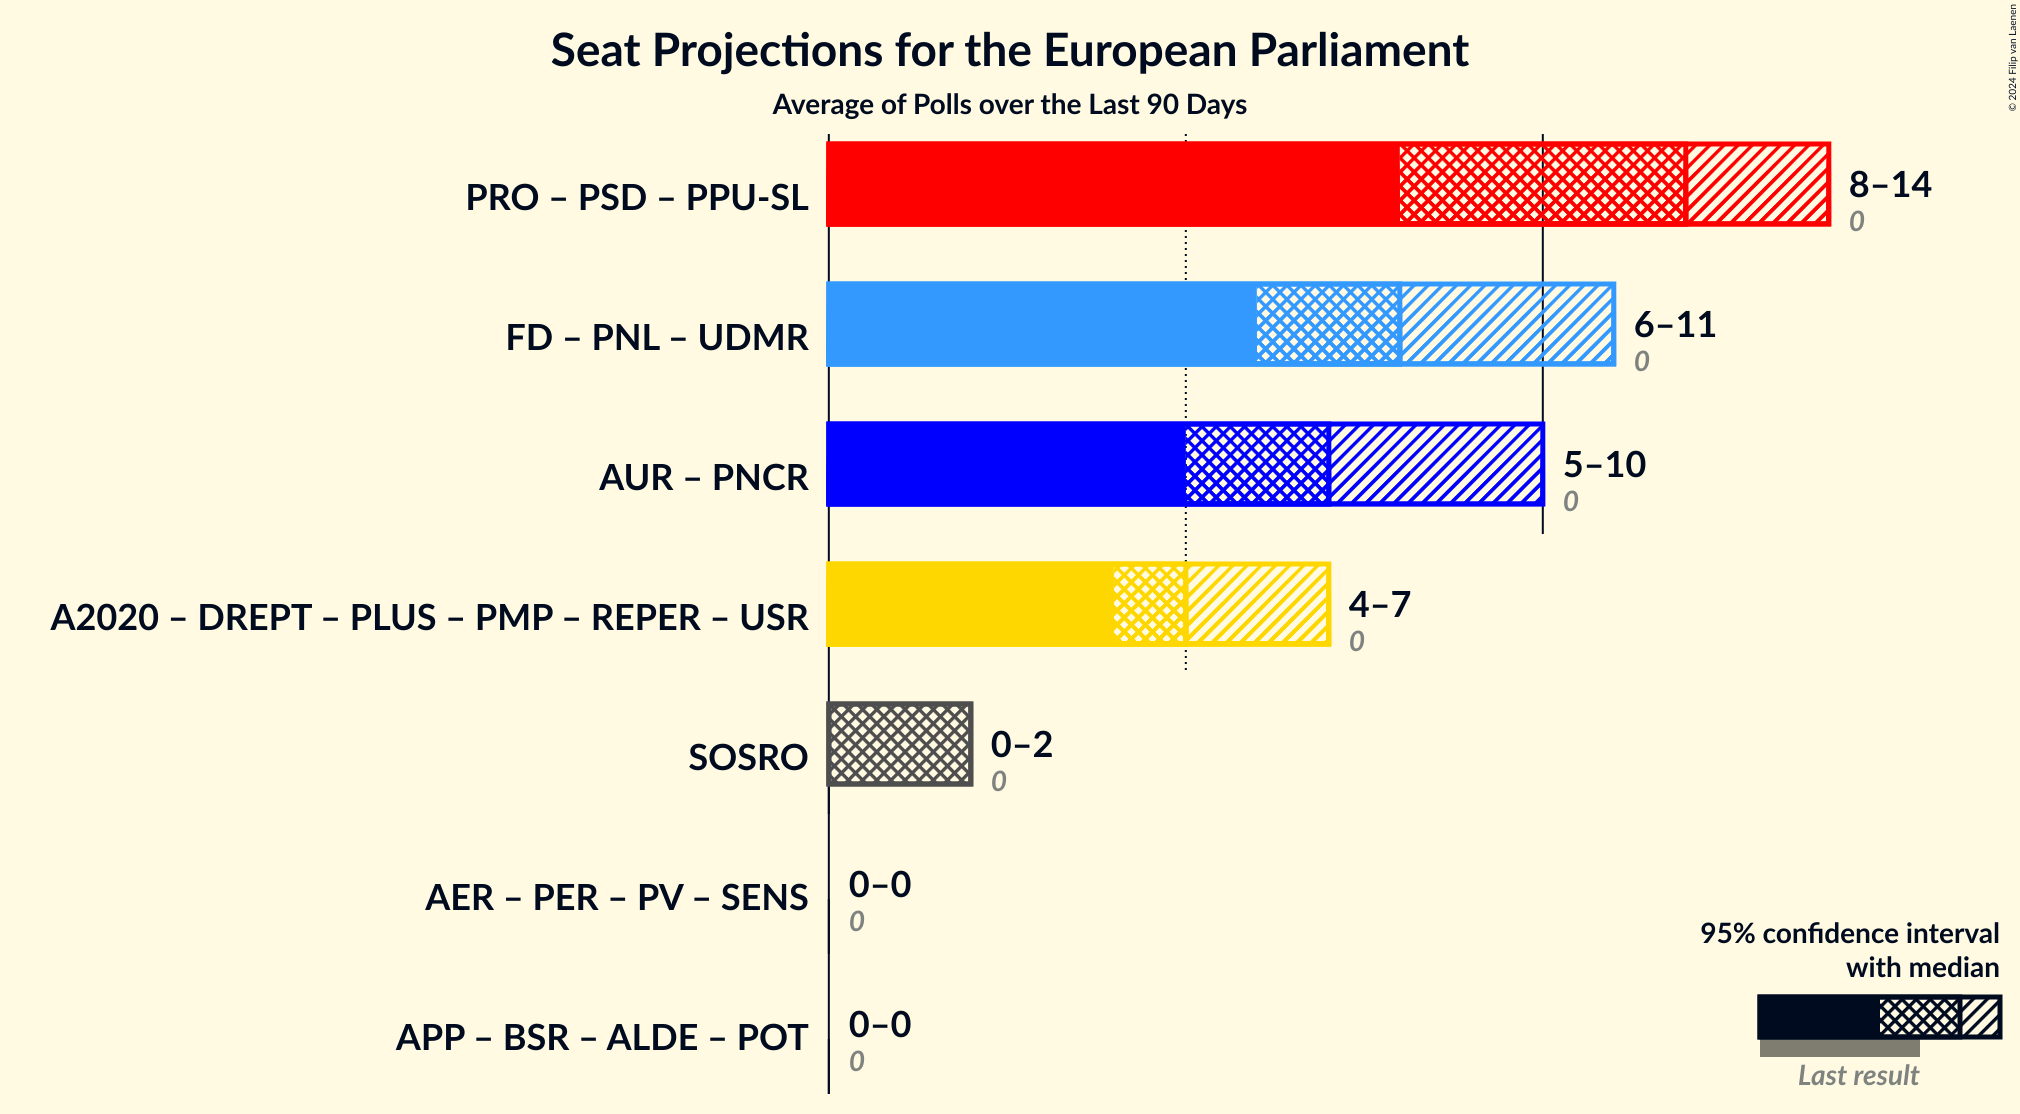 Seat Projections for the European Parliament
Average of Polls over the Last 90 Days
© 2024 Filip van Laenen
PRO – PSD – PPU-SL
8–14
0
FD – PNL – UDMR
6–11
0
AUR – PNCR
5–10
0
A2020 – DREPT – PLUS – PMP – REPER – USR
4–7
0
SOSRO
0–2
0
AER – PER – PV – SENS
0–0
0
APP – BSR – ALDE – POT
0–0
0
95% confidence interval
with median
Last result